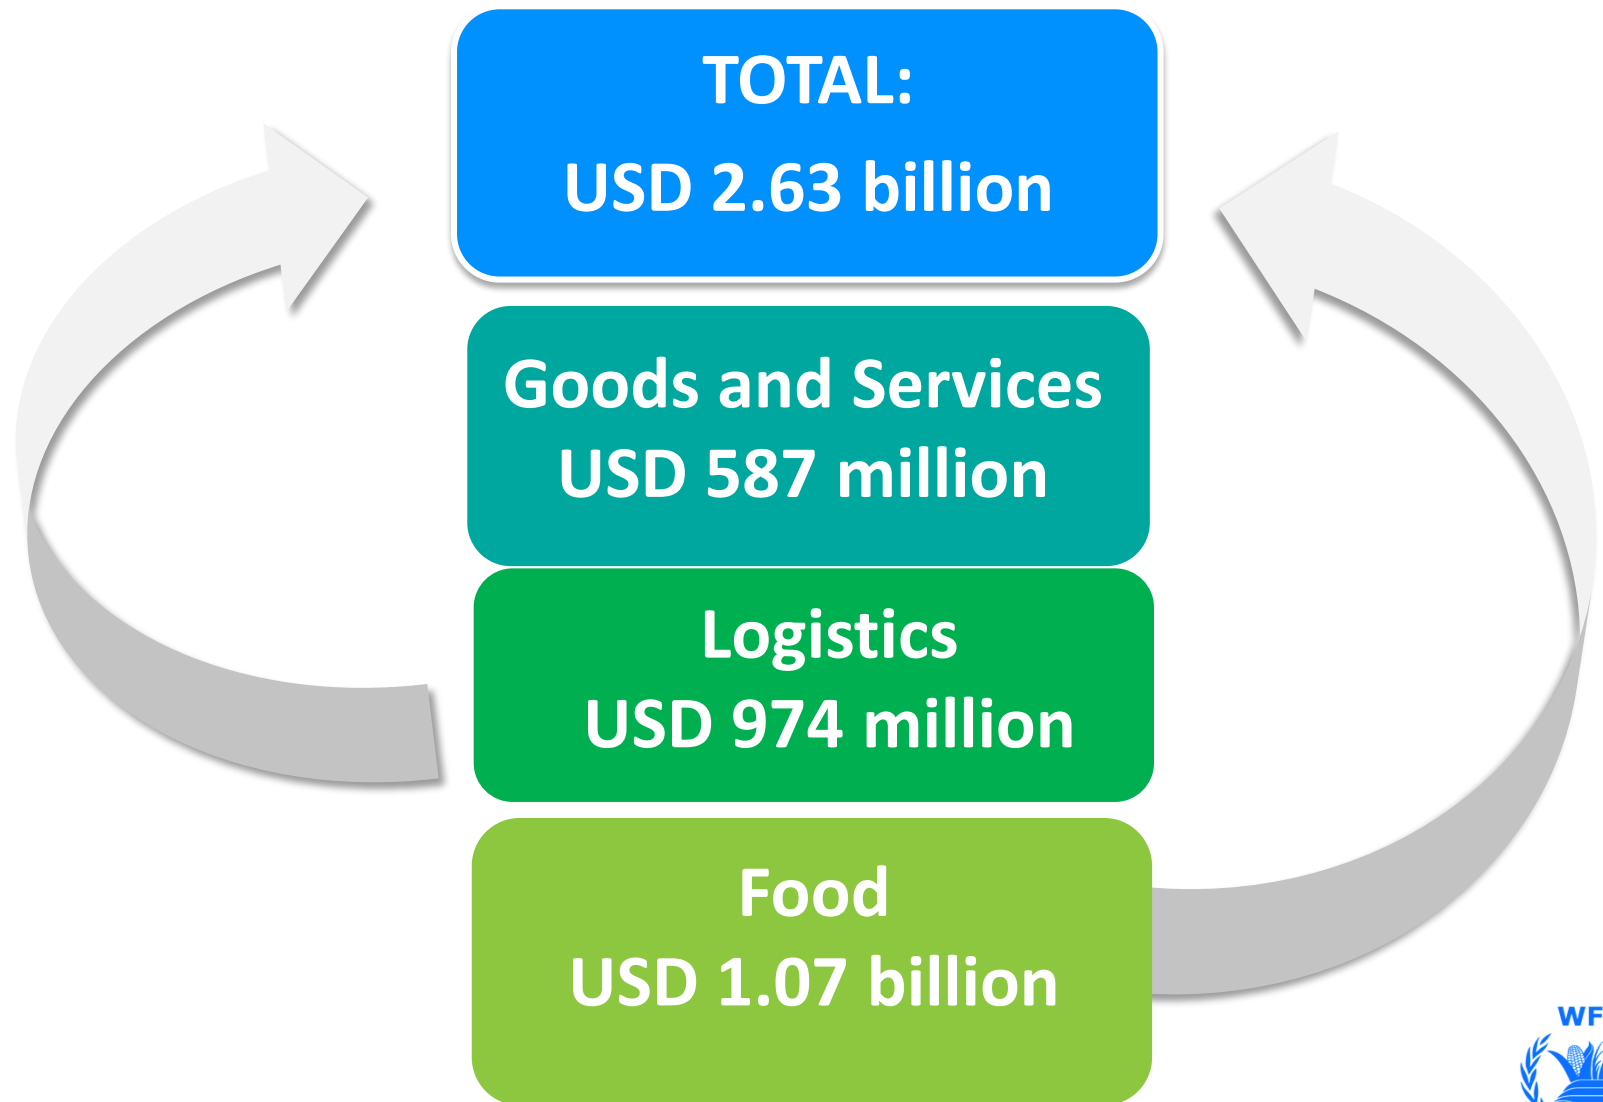 TOTAL:
USD 2.63 billion
Goods and Services
USD 587 million
Logistics
USD 974 million
Food
USD 1.07 billion
WF